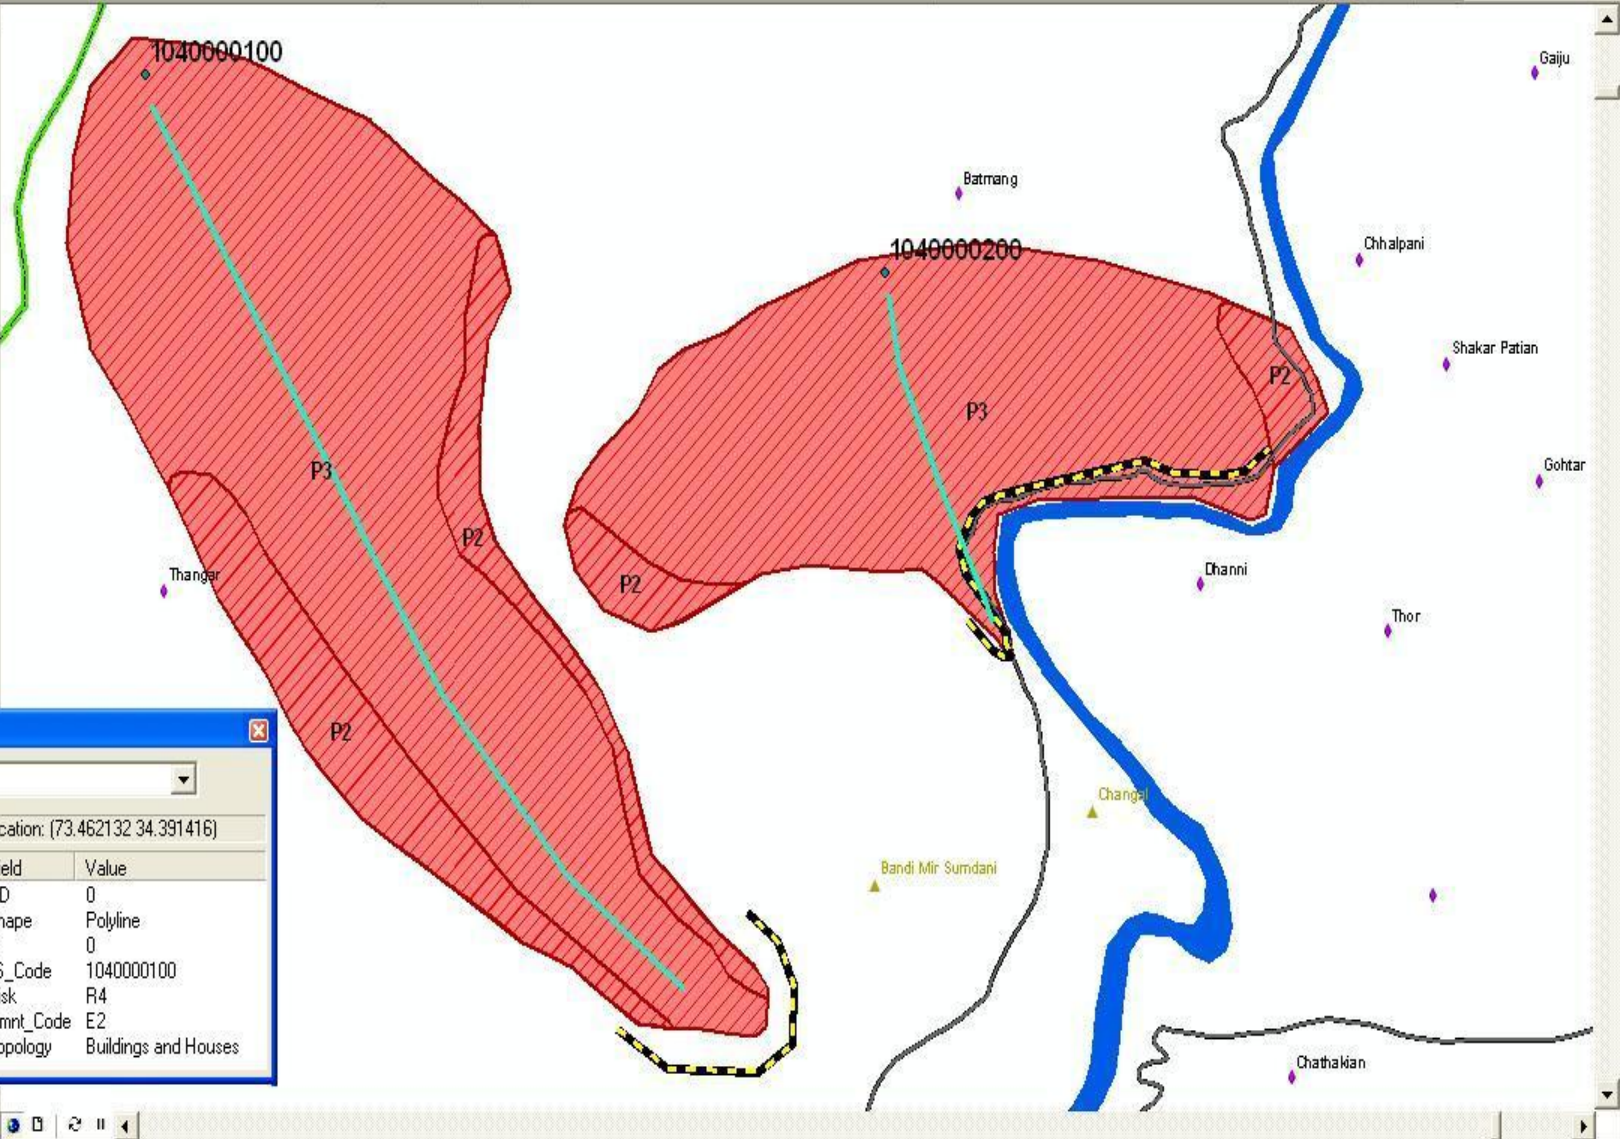 1040000100
Gaiju
Batmang
1040000200
Chhalpani
Shakar Patian
P2
P3
P3
Gohtar
P2
Thangar
P2
Dhanni
Thor
P2
Changal
Bandi Mir Sumdani
Chathakian
cation: (73.462132 34.391416)
ield Value
D 0
hape Polyline
0
S_Code 1040000100
isk R4
mnt_Code E2
opology Buildings and Houses